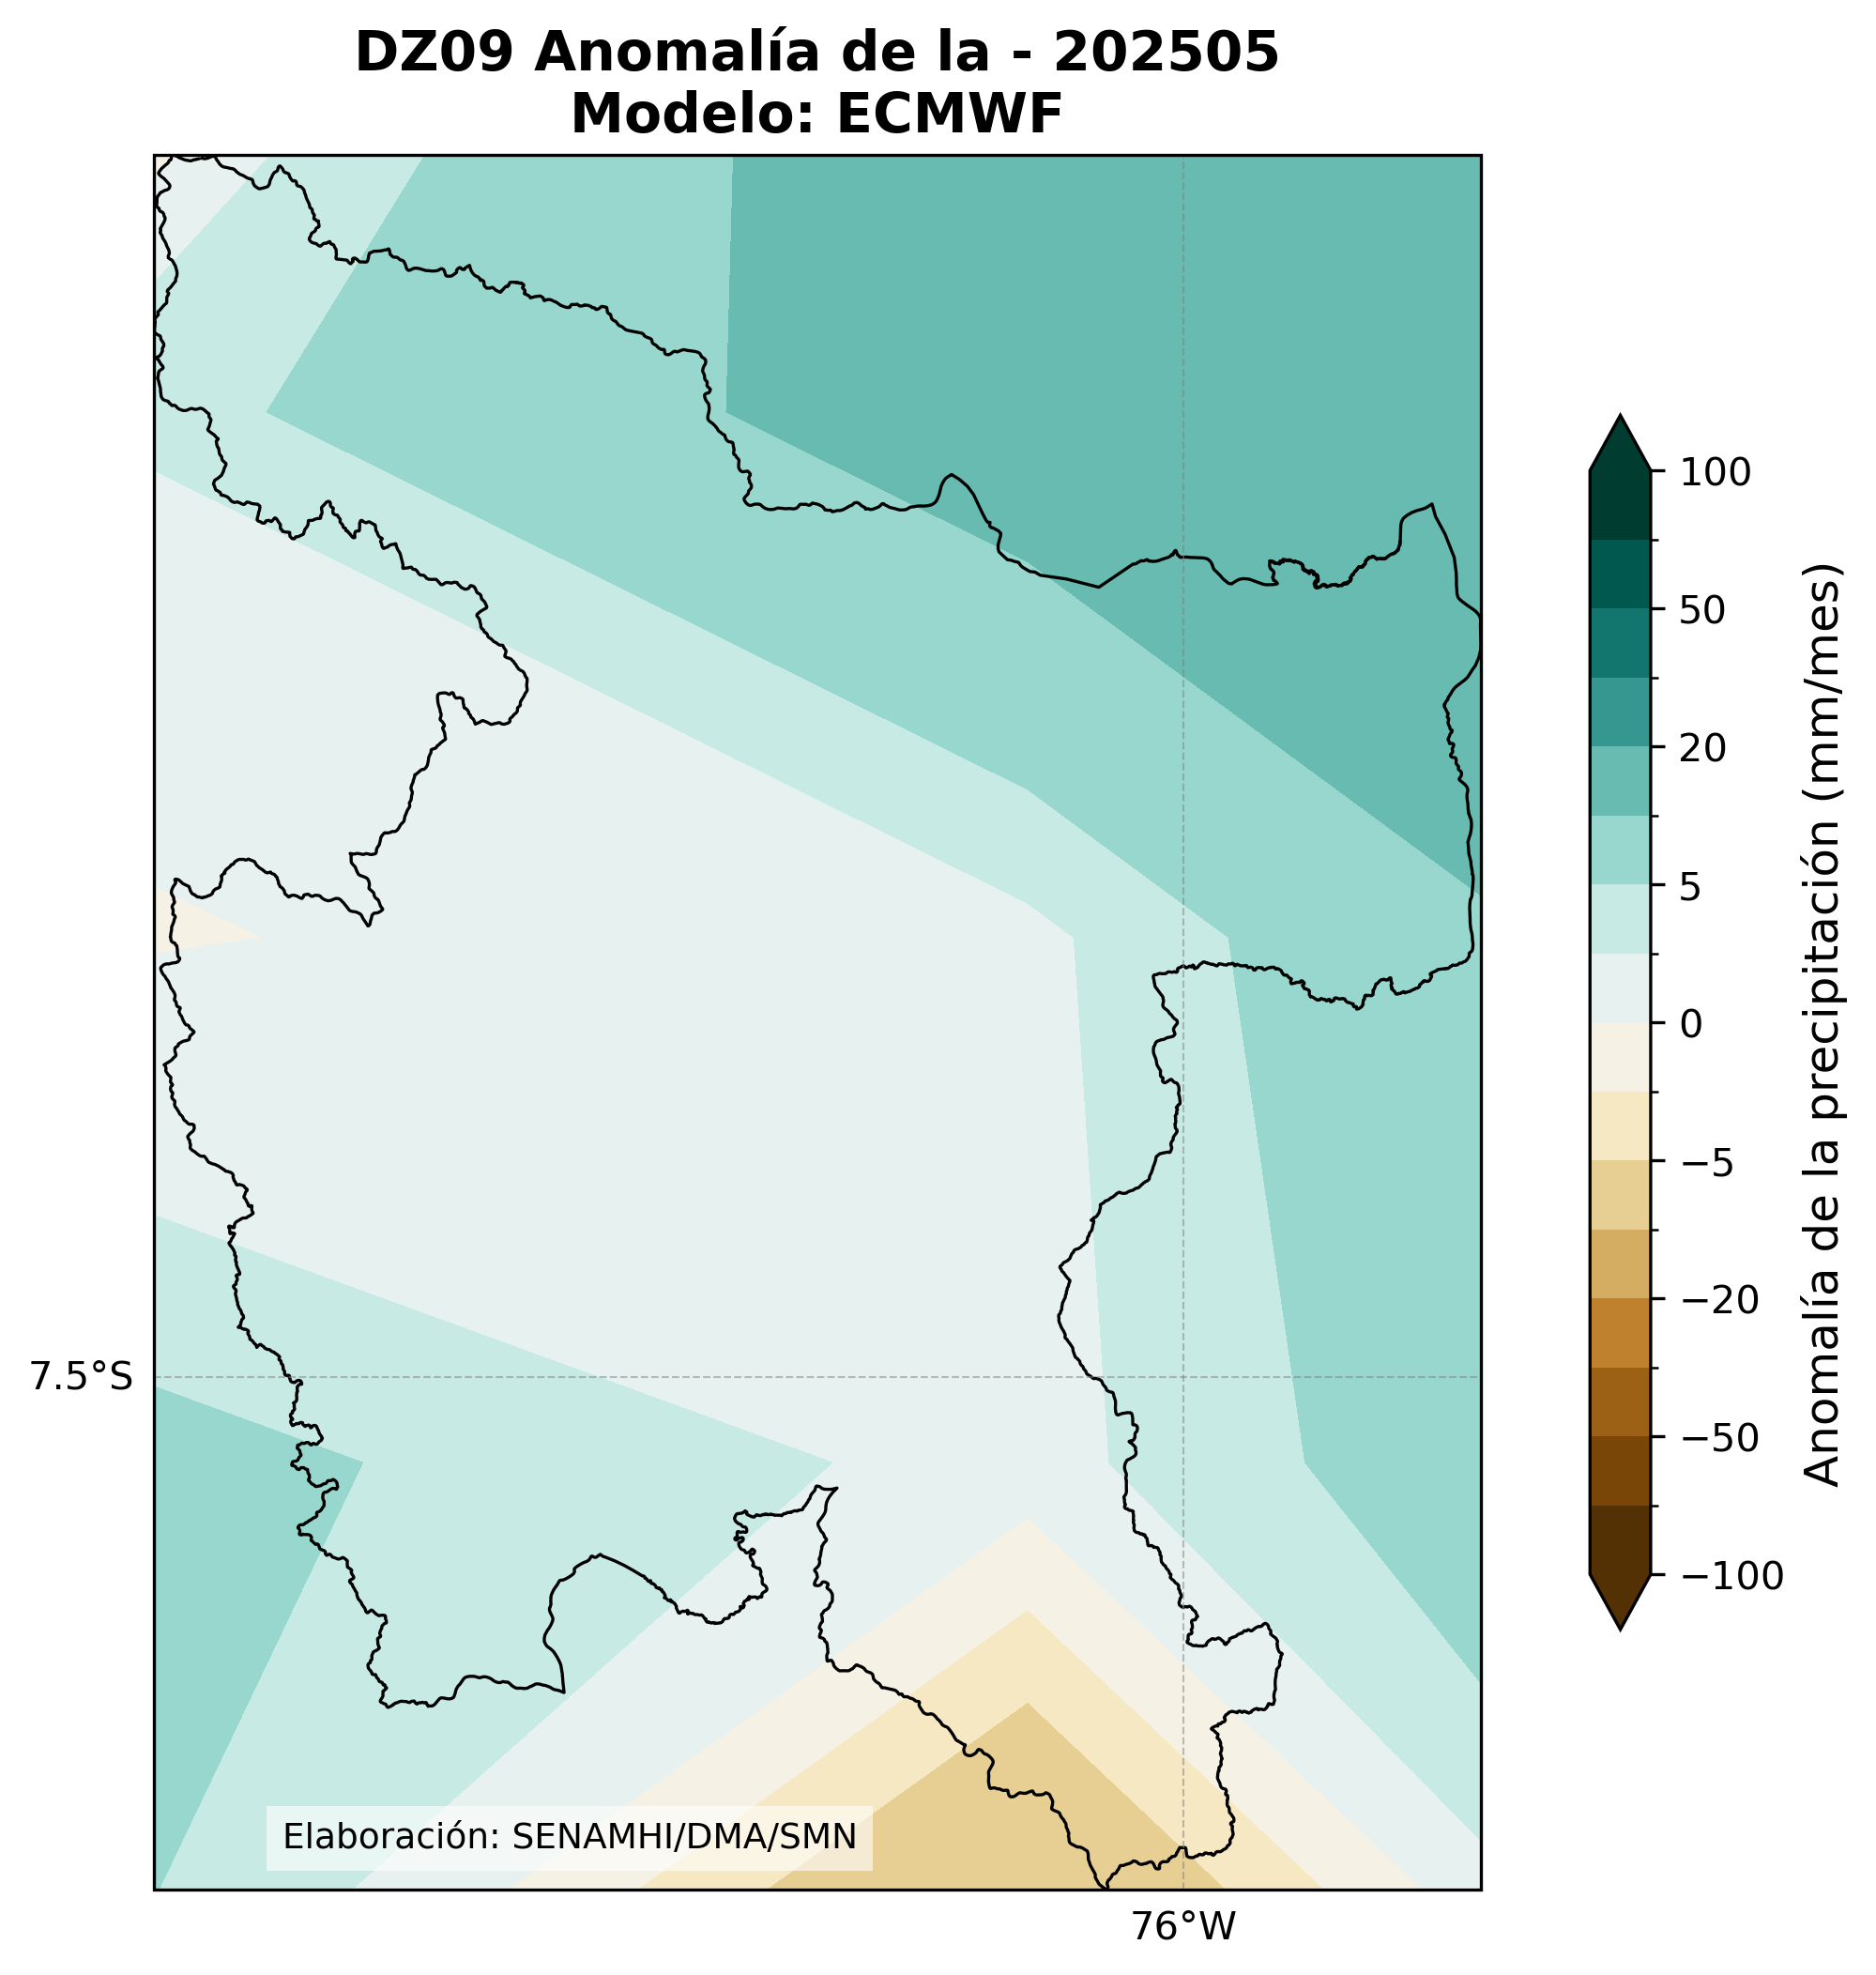 DZ09 Anomalía de la - 202505
Modelo: ECMWF
100
50
20
5
0
−5
−20
−50
−100
Anomalía de la precipitación (mm/mes)
7.5°S
Elaboración: SENAMHI/DMA/SMN
76°W